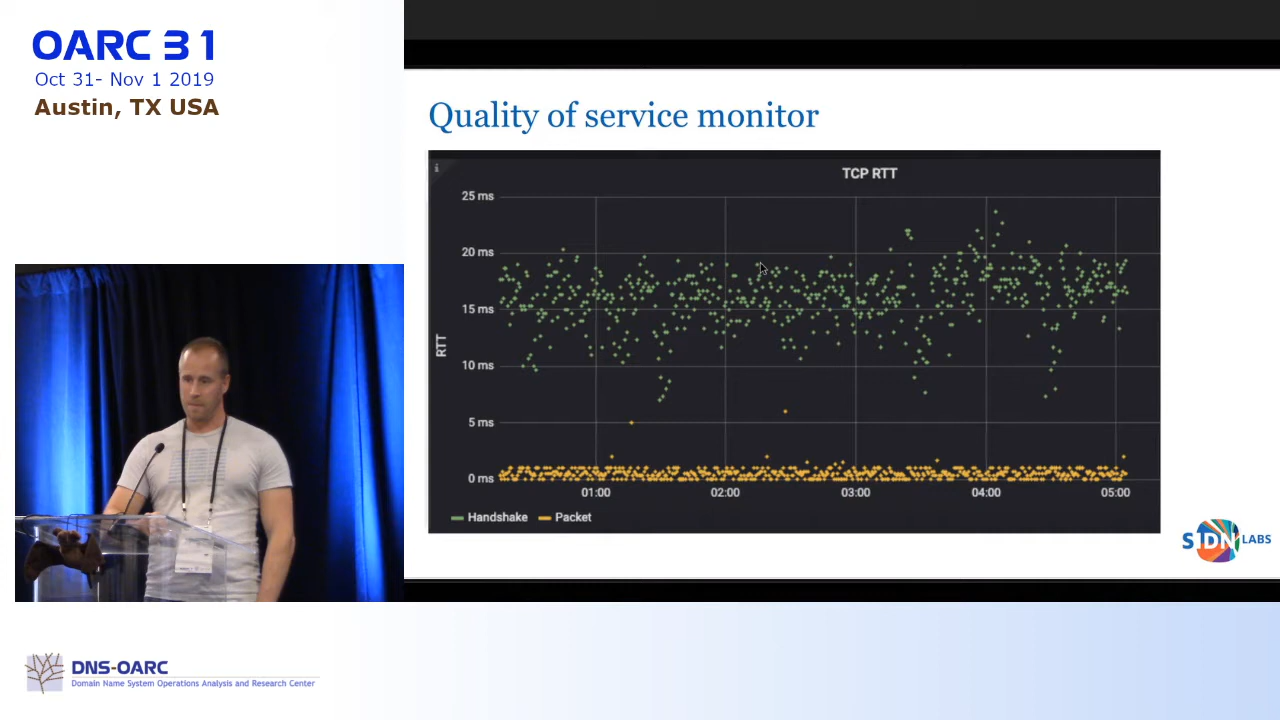 OARC 31
Oct 31- Nov 1 2019
Austin, TX USA
Quality of service monitor
i
TCP RTT
25 ms
20 ms
15 ms
10 ms
5 ms
0 ms
RTT
01:00
02:00
03:00
04:00
05:00
Handshake
Packet
SIDN LABS
DNS-OARC
Domain Name System Operations Analysis and Research Center